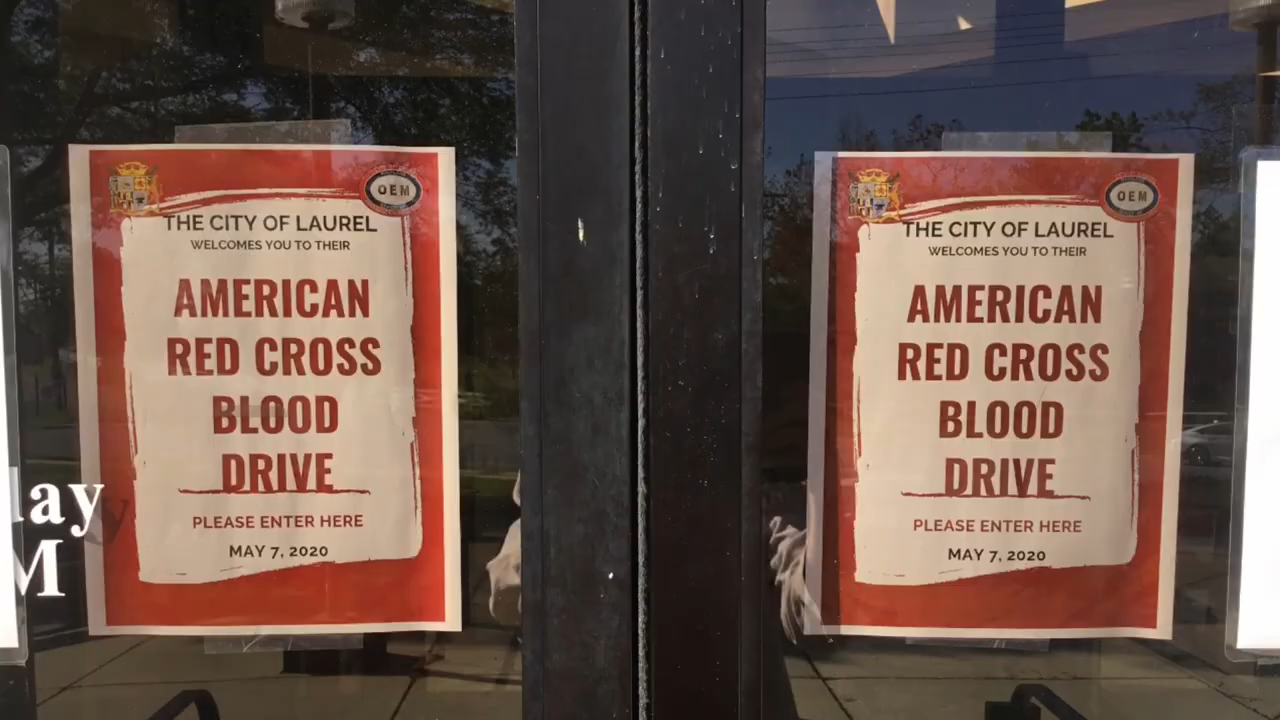 OEM
THE CITY OF LAUREL
WELCOMES YOU TO THEIR
AMERICAN
RED CROSS
BLOOD
DRIVE
PLEASE ENTER HERE
MAY 7, 2020
OEM
THE CITY OF LAUREL
WELCOMES YOU TO THEIR
AMERICAN
RED CROSS
BLOOD
DRIVE
PLEASE ENTER HERE
MAY 7, 2020
ay
M